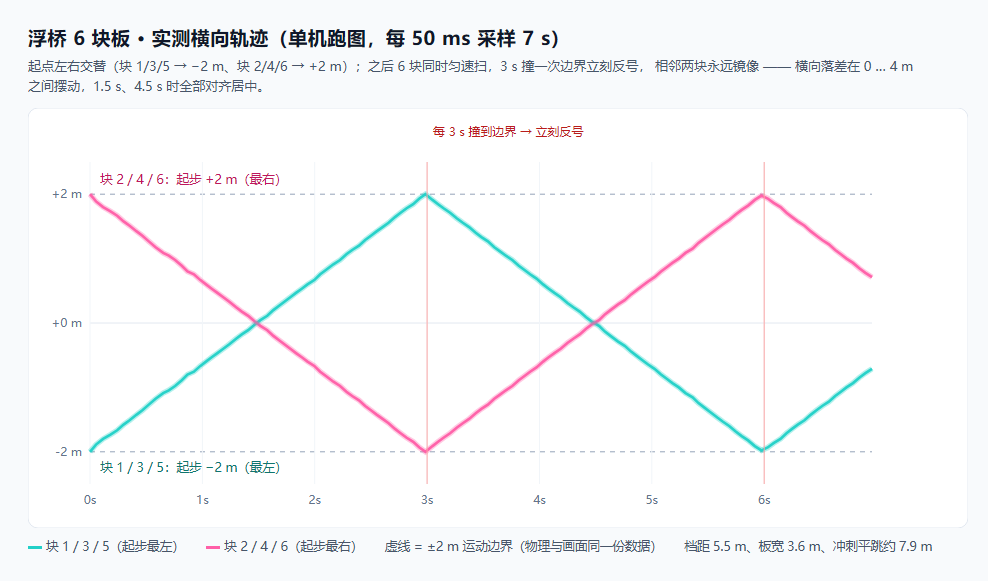 浮桥 6 块板 · 实测横向轨迹（单机跑图，每 50 ms 采样 7 s）
起点左右交替（块 1/3/5 → −2 m、块 2/4/6 → +2 m）；之后 6 块同时匀速扫，3 s 撞一次边界立刻反号， 相邻两块永远镜像 —— 横向落差在 0 … 4 m
之间摆动，1.5 s、4.5 s 时全部对齐居中。
每 3 s 撞到边界 → 立刻反号
块 2 / 4 / 6：起步 +2 m（最右）
+2 m
+0 m
-2 m
块 1 / 3 / 5：起步 −2 m（最左）
0s 1s 2s 3s 4s 5s 6s
块 1 / 3 / 5（起步最左） 块 2 / 4 / 6（起步最右） 虚线 = ±2 m 运动边界（物理与画面同一份数据） 档距 5.5 m、板宽 3.6 m、冲刺平跳约 7.9 m